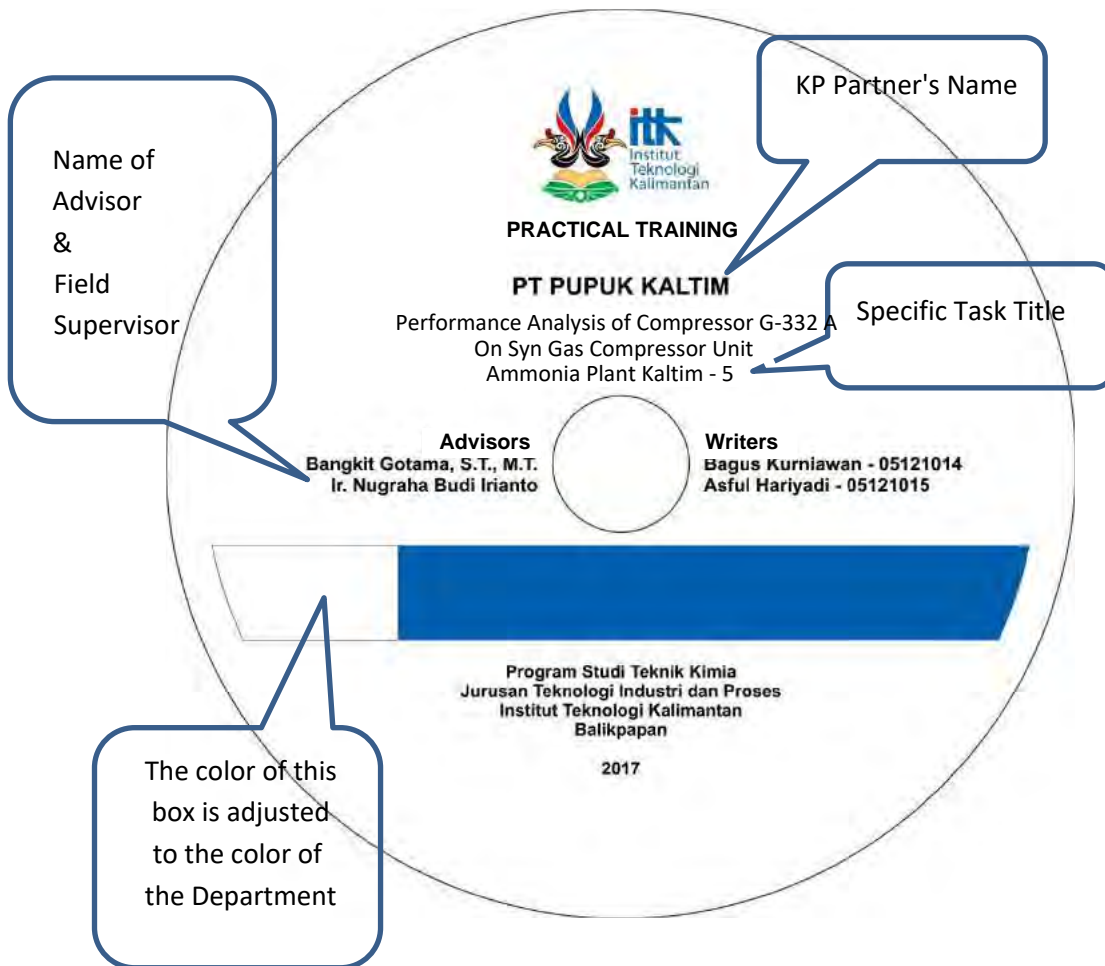 KP Partner's Name
Name of
Advisor
&
Field
Supervisor
itk
Institut
Teknologi
Kalimantan
PRACTICAL TRAINING
PT PUPUK KALTIM
Specific Task Title
Performance Analysis of Compressor G-332 A
On Syn Gas Compressor Unit
Ammonia Plant Kaltim - 5
Advisors
Bangkit Gotama, S.T., M.T.
Ir. Nugraha Budi Irianto
Writers
Bagus Kurniawan - 05121014
Asful Hariyadi - 05121015
Program Studi Teknik Kimia
Jurusan Teknologi Industri dan Proses
Institut Teknologi Kalimantan
Balikpapan
2017
The color of this
box is adjusted
to the color of
the Department